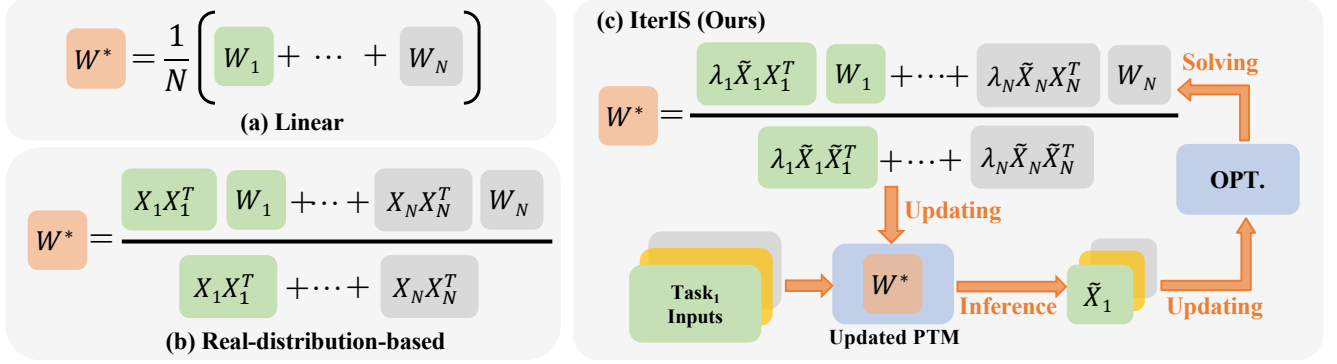 W* = 1/N ( W_1 + ⋯ + W_N )
(a) Linear
W* = X_1X_1^T W_1 + ⋯ + X_NX_N^T W_N
X_1X_1^T + ⋯ + X_NX_N^T
(b) Real-distribution-based
(c) IterIS (Ours)
W* = λ_1X̃_1X_1^T W_1 + ⋯ + λ_NX̃_NX_N^T W_N
λ_1X̃_1X̃_1^T + ⋯ + λ_NX̃_NX̃_N^T
Solving
OPT.
Updating
Task₁
Inputs
W*
Updated PTM
Inference
X̃_1
Updating